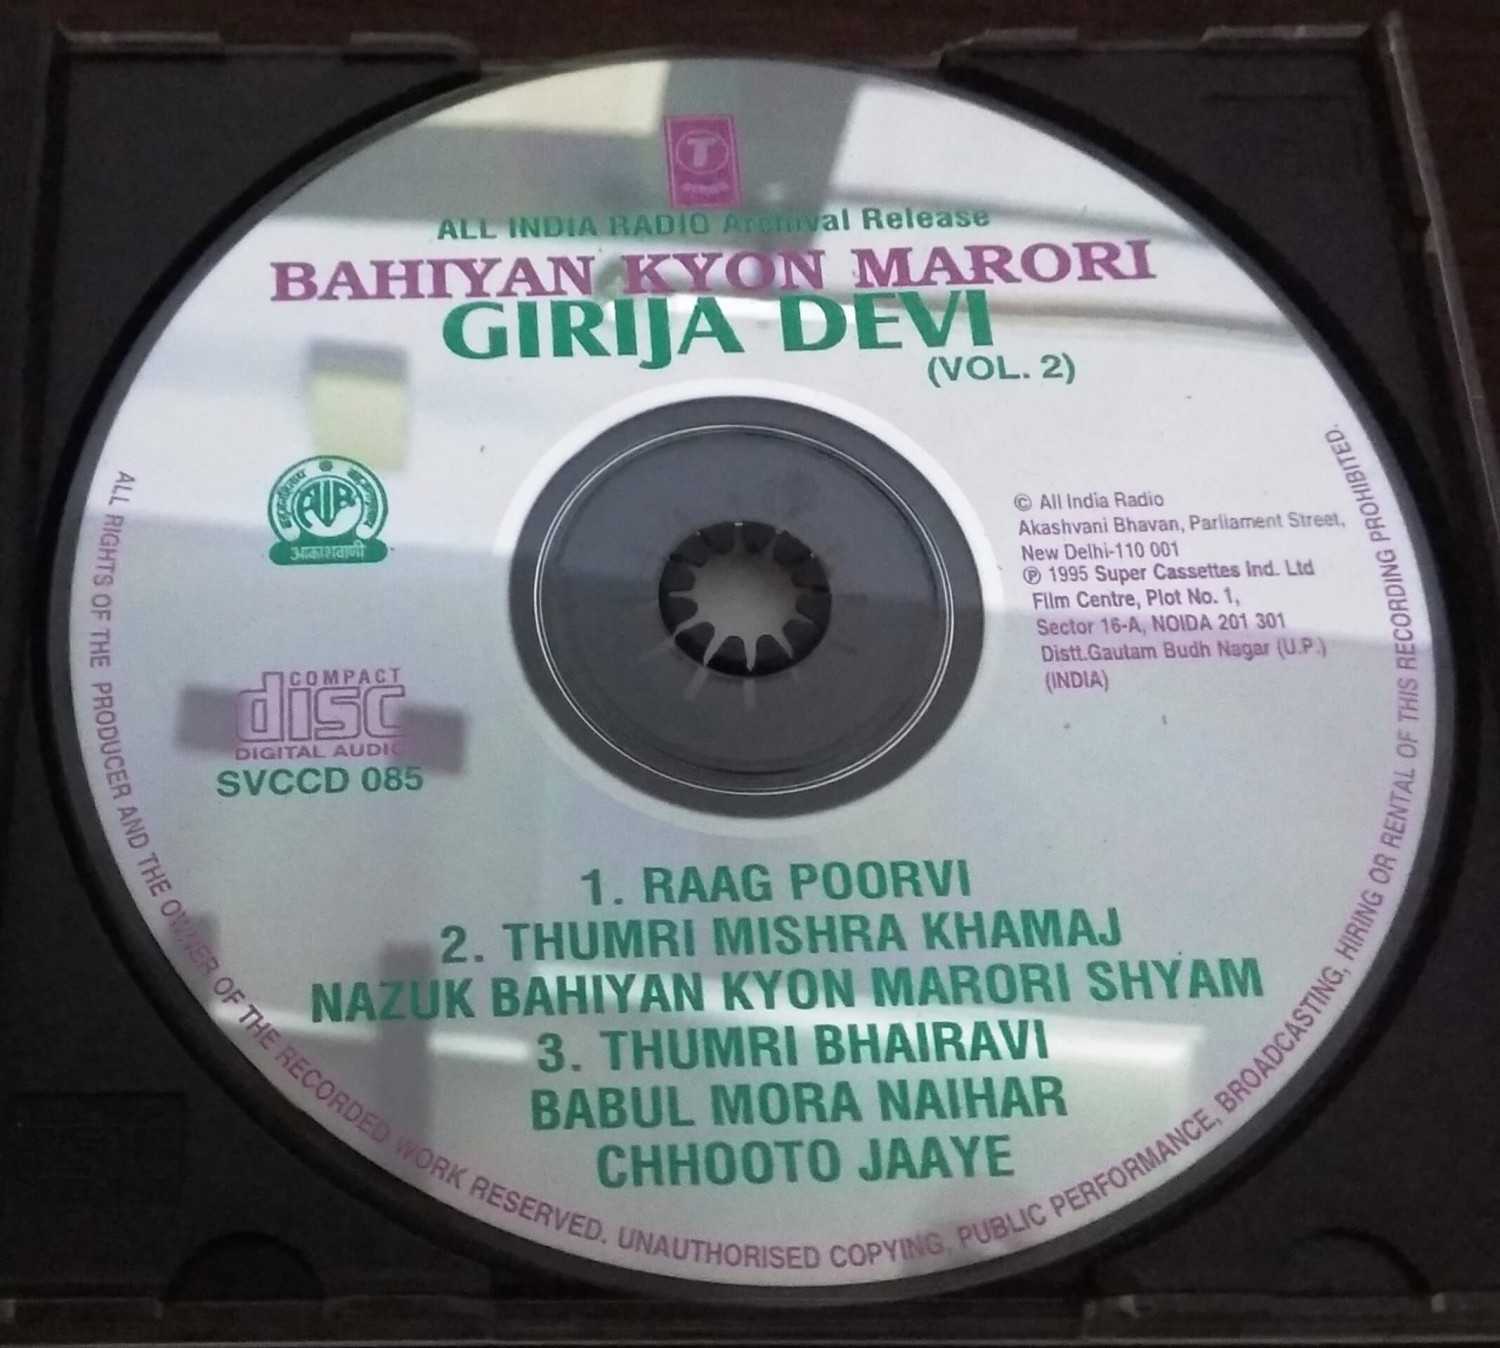 T
SERIES
ALL INDIA RADIO Archival Release
BAHIYAN KYON MARORI
GIRIJA DEVI
(VOL. 2)
AIR
आकाशवाणी
© All India Radio
Akashvani Bhavan, Parliament Street,
New Delhi-110 001
℗ 1995 Super Cassettes Ind. Ltd
Film Centre, Plot No. 1,
Sector 16-A, NOIDA 201 301
Distt.Gautam Budh Nagar (U.P.)
(INDIA)
COMPACT
disc
DIGITAL AUDIO
SVCCD 085
1. RAAG POORVI
2. THUMRI MISHRA KHAMAJ
NAZUK BAHIYAN KYON MARORI SHYAM
3. THUMRI BHAIRAVI
BABUL MORA NAIHAR
CHHOOTO JAAYE
ALL RIGHTS OF THE PRODUCER AND THE OWNER OF THE RECORDED WORK RESERVED. UNAUTHORISED COPYING, PUBLIC PERFORMANCE, BROADCASTING, HIRING OR RENTAL OF THIS RECORDING PROHIBITED.